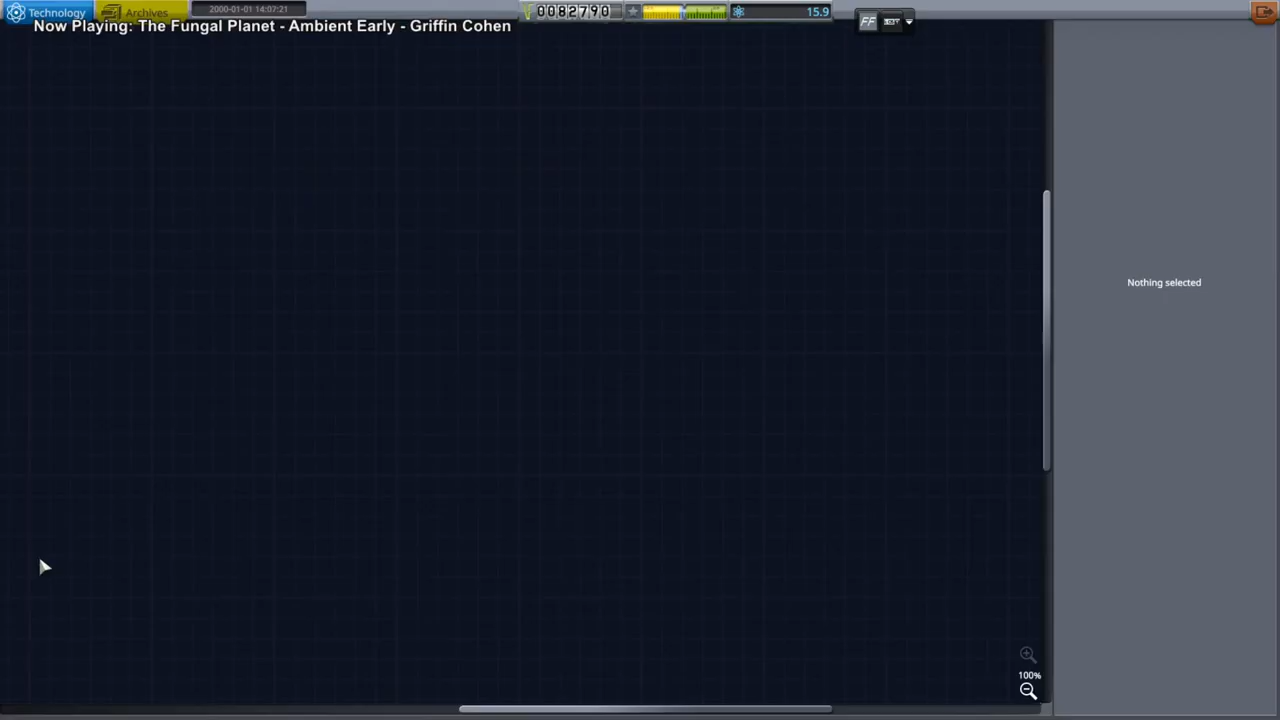 Technology
Archives
2000-01-01 14:07:21
0082790
15.9
FF
Now Playing: The Fungal Planet - Ambient Early - Griffin Cohen
Nothing selected
100%